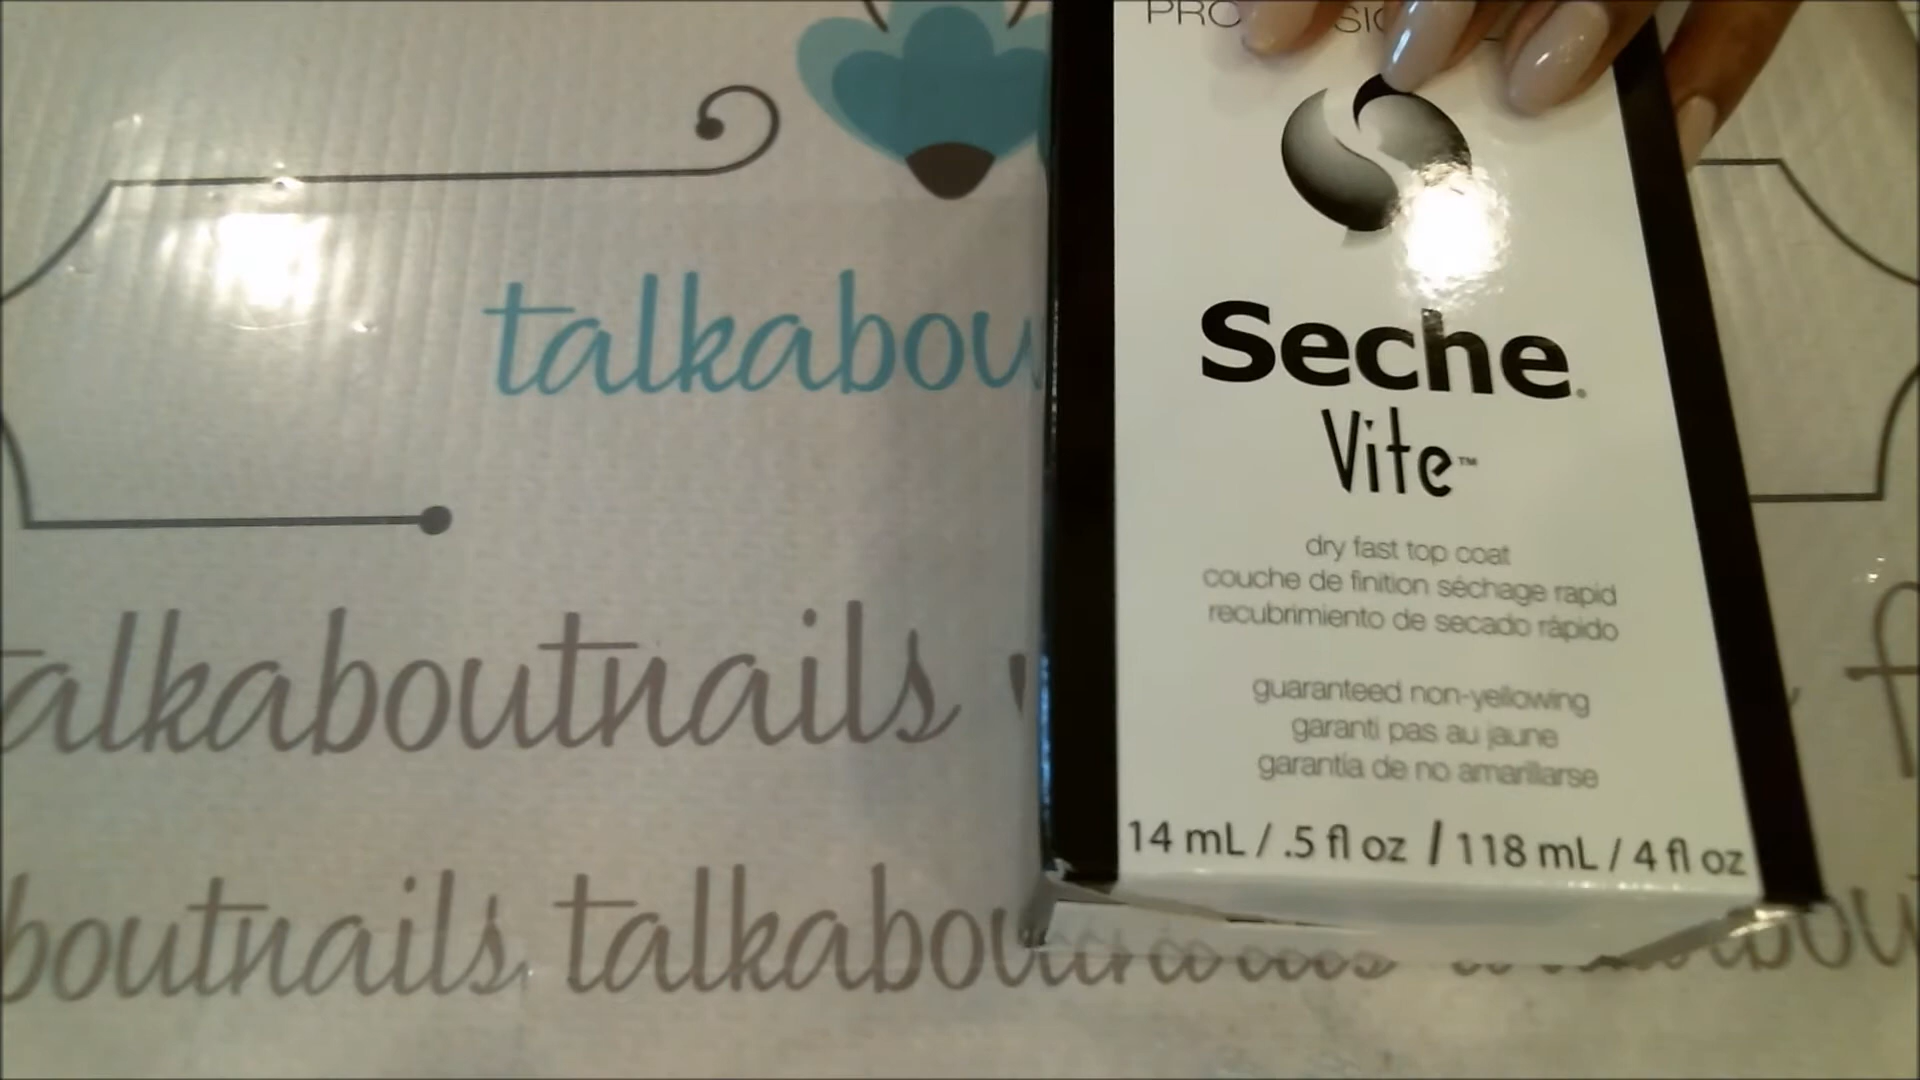 talkabou
talkaboutnails
boutnails talkabou
Seche
Vite™
dry fast top coat
couche de finition séchage rapid
recubrimiento de secado rápido
guaranteed non-yellowing
garanti pas au jaune
garantía de no amarillarse
14 mL / .5 fl oz / 118 mL / 4 fl oz